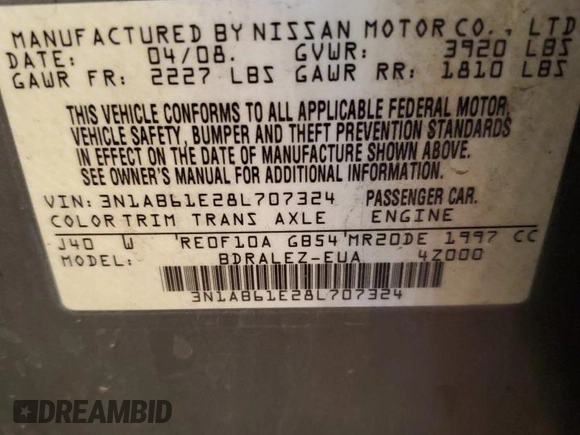 MANUFACTURED BY NISSAN MOTOR CO., LTD
DATE: 04/08. GVWR: 3920 LBS
GAWR FR: 2227 LBS GAWR RR: 1810 LBS
THIS VEHICLE CONFORMS TO ALL APPLICABLE FEDERAL MOTOR
VEHICLE SAFETY, BUMPER AND THEFT PREVENTION STANDARDS
IN EFFECT ON THE DATE OF MANUFACTURE SHOWN ABOVE.
SEE OWNER'S MANUAL FOR ADDITIONAL INFORMATION.
VIN: 3N1AB61E28L707324 PASSENGER CAR.
COLOR TRIM TRANS AXLE ENGINE
J40 W 'RE0F10A GB54'MR20DE 1997 CC
MODEL: BDRALEZ-EUA 4Z000
3N1AB61E28L707324
DREAMBID